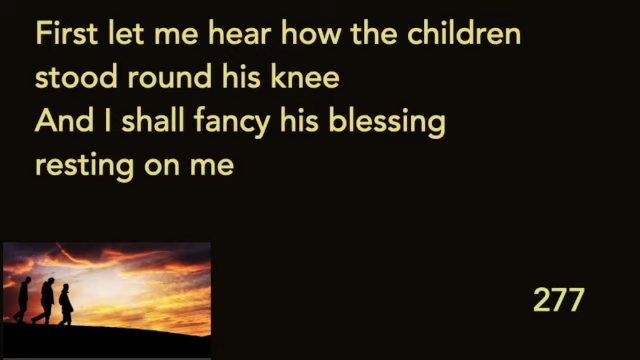 First let me hear how the children
stood round his knee
And I shall fancy his blessing
resting on me
277